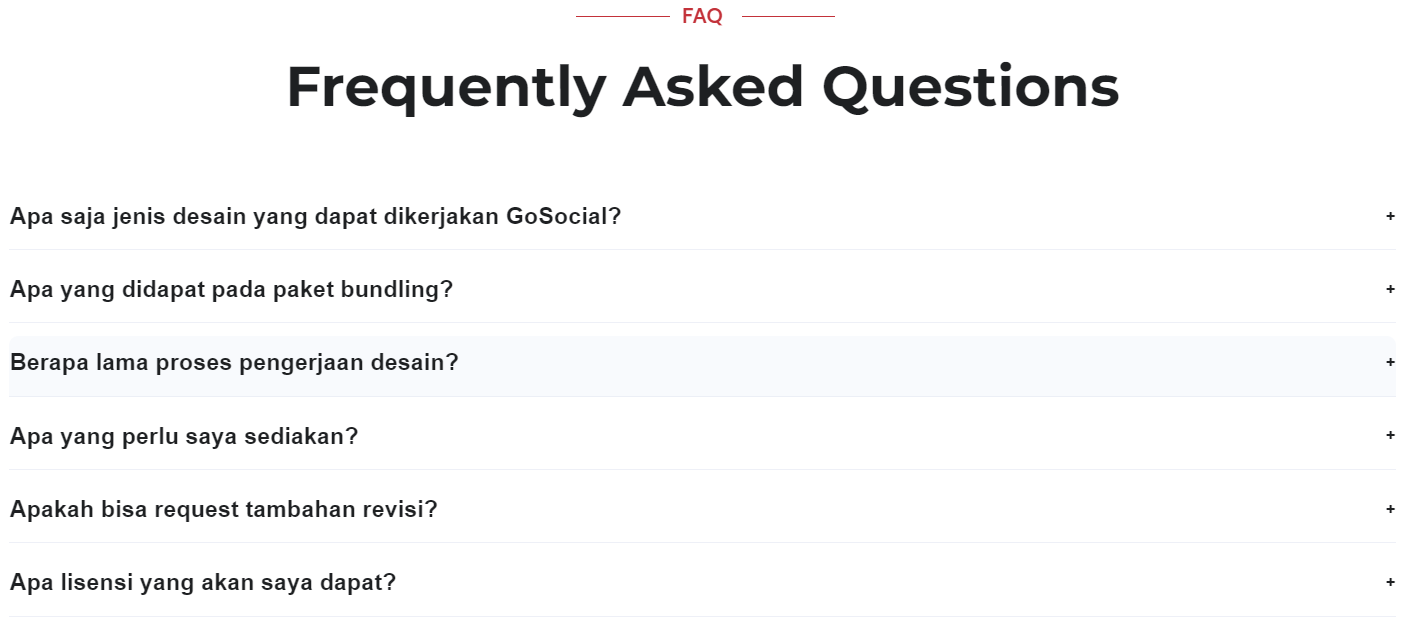 FAQ
Frequently Asked Questions
Apa saja jenis desain yang dapat dikerjakan GoSocial?
+
Apa yang didapat pada paket bundling?
+
Berapa lama proses pengerjaan desain?
+
Apa yang perlu saya sediakan?
+
Apakah bisa request tambahan revisi?
+
Apa lisensi yang akan saya dapat?
+